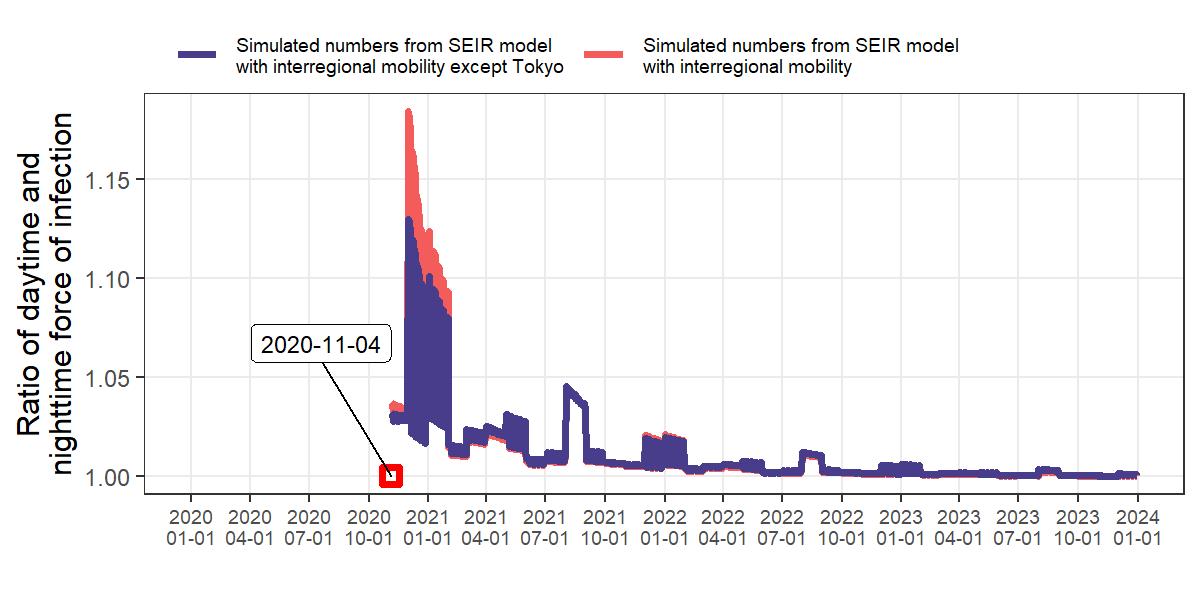 Simulated numbers from SEIR model
with interregional mobility except Tokyo
Simulated numbers from SEIR model
with interregional mobility
Ratio of daytime and
nighttime force of infection
1.15
1.10
1.05
1.00
2020-11-04
2020 2020 2020 2020 2021 2021 2021 2021 2022 2022 2022 2022 2023 2023 2023 2023 2024
01-01 04-01 07-01 10-01 01-01 04-01 07-01 10-01 01-01 04-01 07-01 10-01 01-01 04-01 07-01 10-01 01-01